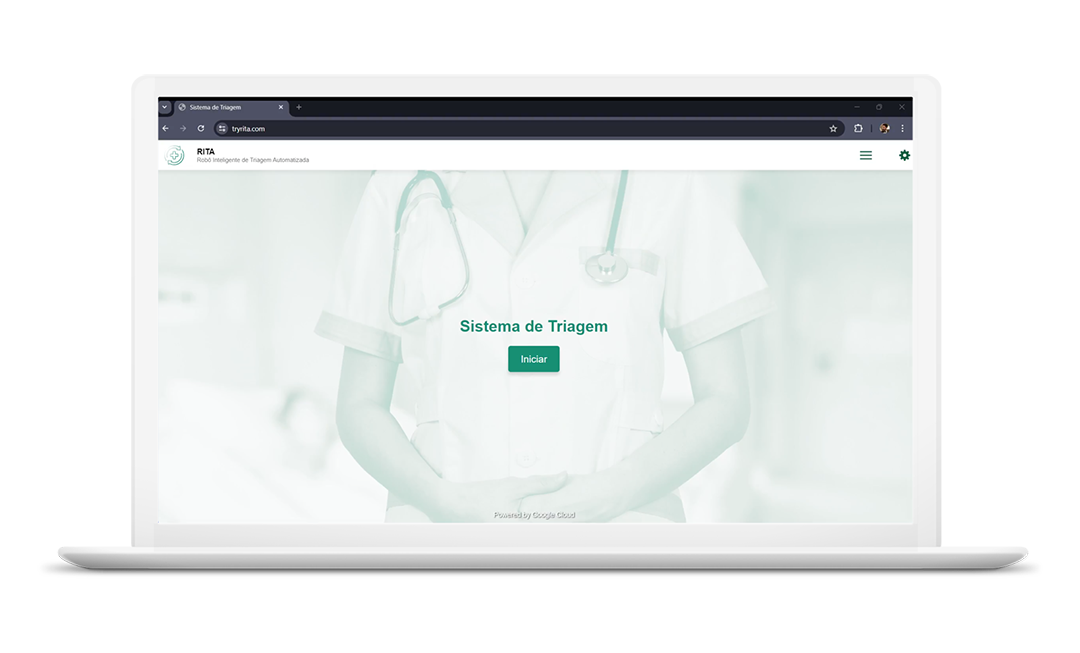 Sistema de Triagem
tryrita.com
RITA
Robô Inteligente de Triagem Automatizada
Sistema de Triagem
Iniciar
Powered by Google Cloud